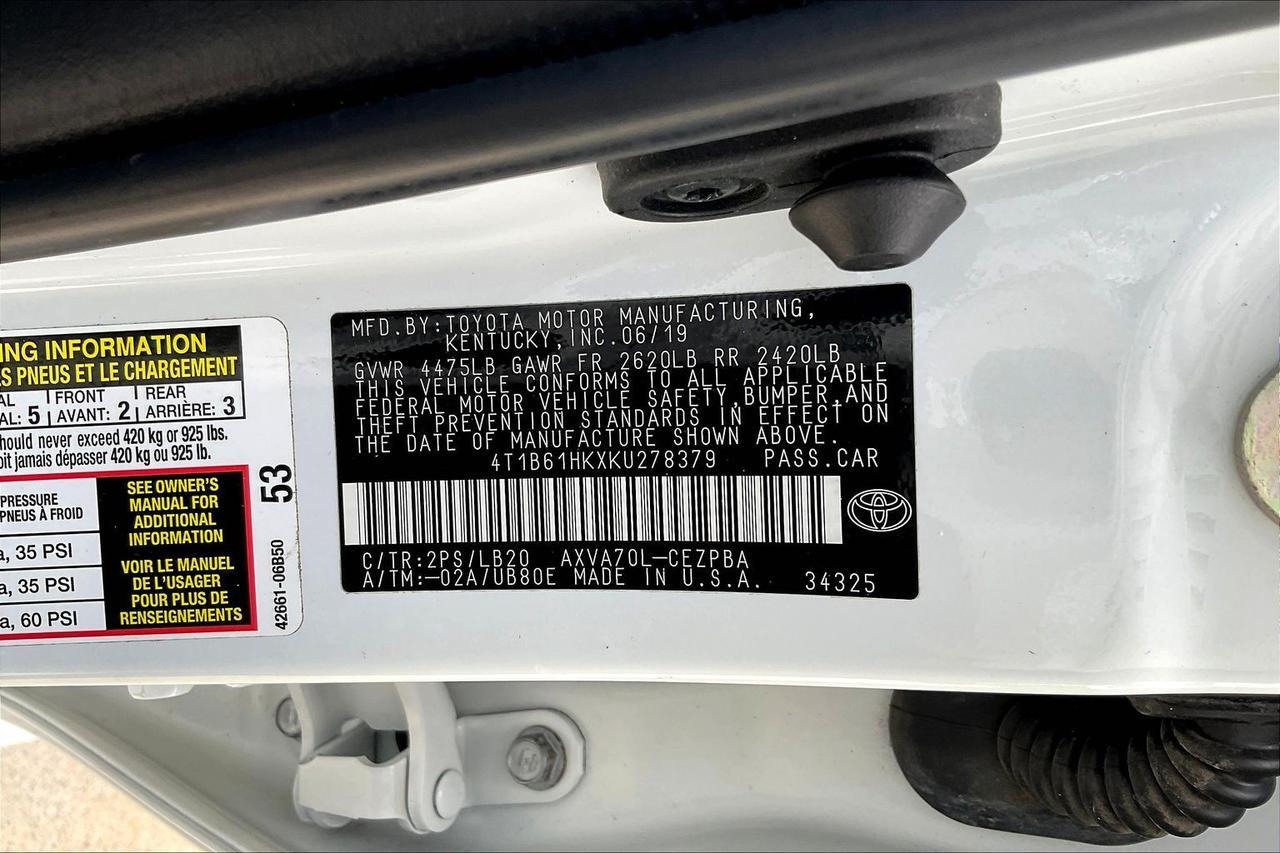 NG INFORMATION
S PNEUS ET LE CHARGEMENT
AL | FRONT | REAR
AL: 5 | AVANT: 2 | ARRIÈRE: 3
hould never exceed 420 kg or 925 lbs.
oit jamais dépasser 420 kg ou 925 lb.
PRESSURE
PNEUS À FROID
a, 35 PSI
a, 35 PSI
a, 60 PSI
SEE OWNER'S
MANUAL FOR
ADDITIONAL
INFORMATION
VOIR LE MANUEL
DE L'USAGER
POUR PLUS DE
RENSEIGNEMENTS
53
42661-06B50
MFD.BY:TOYOTA MOTOR MANUFACTURING,
KENTUCKY,INC.06/19
GVWR 4475LB GAWR FR 2620LB RR 2420LB
THIS VEHICLE CONFORMS TO ALL APPLICABLE
FEDERAL MOTOR VEHICLE SAFETY,BUMPER,AND
THEFT PREVENTION STANDARDS IN EFFECT ON
THE DATE OF MANUFACTURE SHOWN ABOVE.
4T1B61HKXKU278379 PASS.CAR
C/TR:2PS/LB20 AXVA70L-CEZPBA
A/TM:-02A/UB80E MADE IN U.S.A. 34325